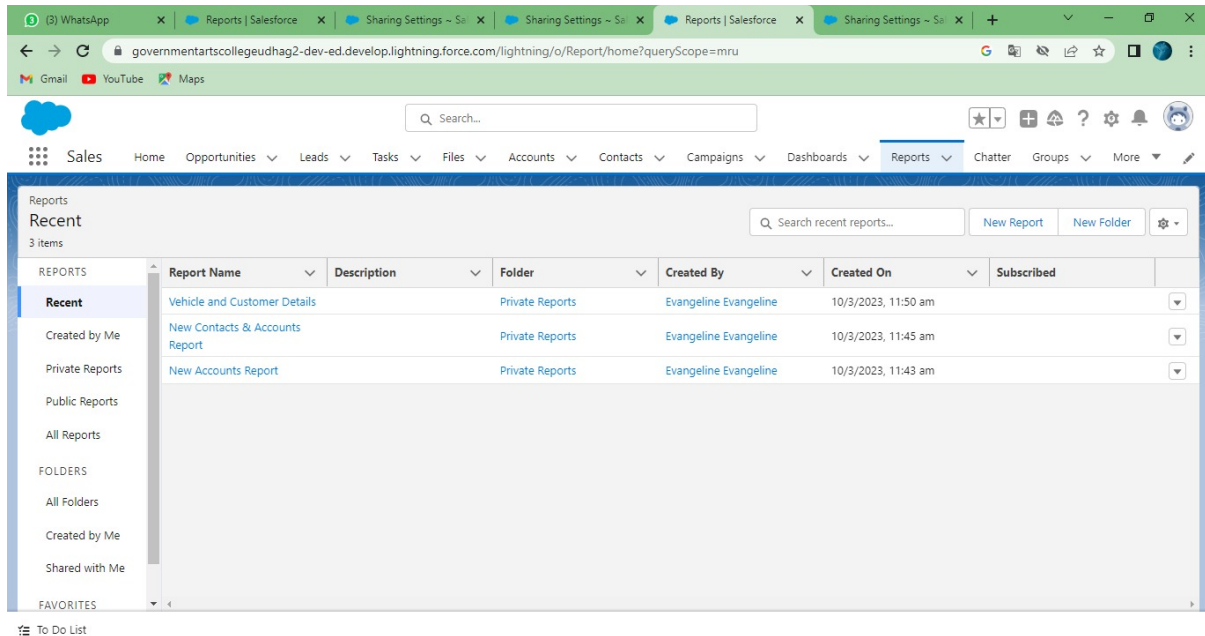 (3) WhatsApp
Reports | Salesforce
Sharing Settings ~ Sal
Sharing Settings ~ Sal
Reports | Salesforce
Sharing Settings ~ Sal
governmentartscollegeudhag2-dev-ed.develop.lightning.force.com/lightning/o/Report/home?queryScope=mru
Gmail YouTube Maps
Search...
Sales Home Opportunities Leads Tasks Files Accounts Contacts Campaigns Dashboards Reports Chatter Groups More
Reports
Recent
3 items
Search recent reports...
New Report New Folder
REPORTS
Recent
Created by Me
Private Reports
Public Reports
All Reports
FOLDERS
All Folders
Created by Me
Shared with Me
FAVORITES
Report Name Description Folder Created By Created On Subscribed
Vehicle and Customer Details Private Reports Evangeline Evangeline 10/3/2023, 11:50 am
New Contacts & Accounts
Report Private Reports Evangeline Evangeline 10/3/2023, 11:45 am
New Accounts Report Private Reports Evangeline Evangeline 10/3/2023, 11:43 am
To Do List